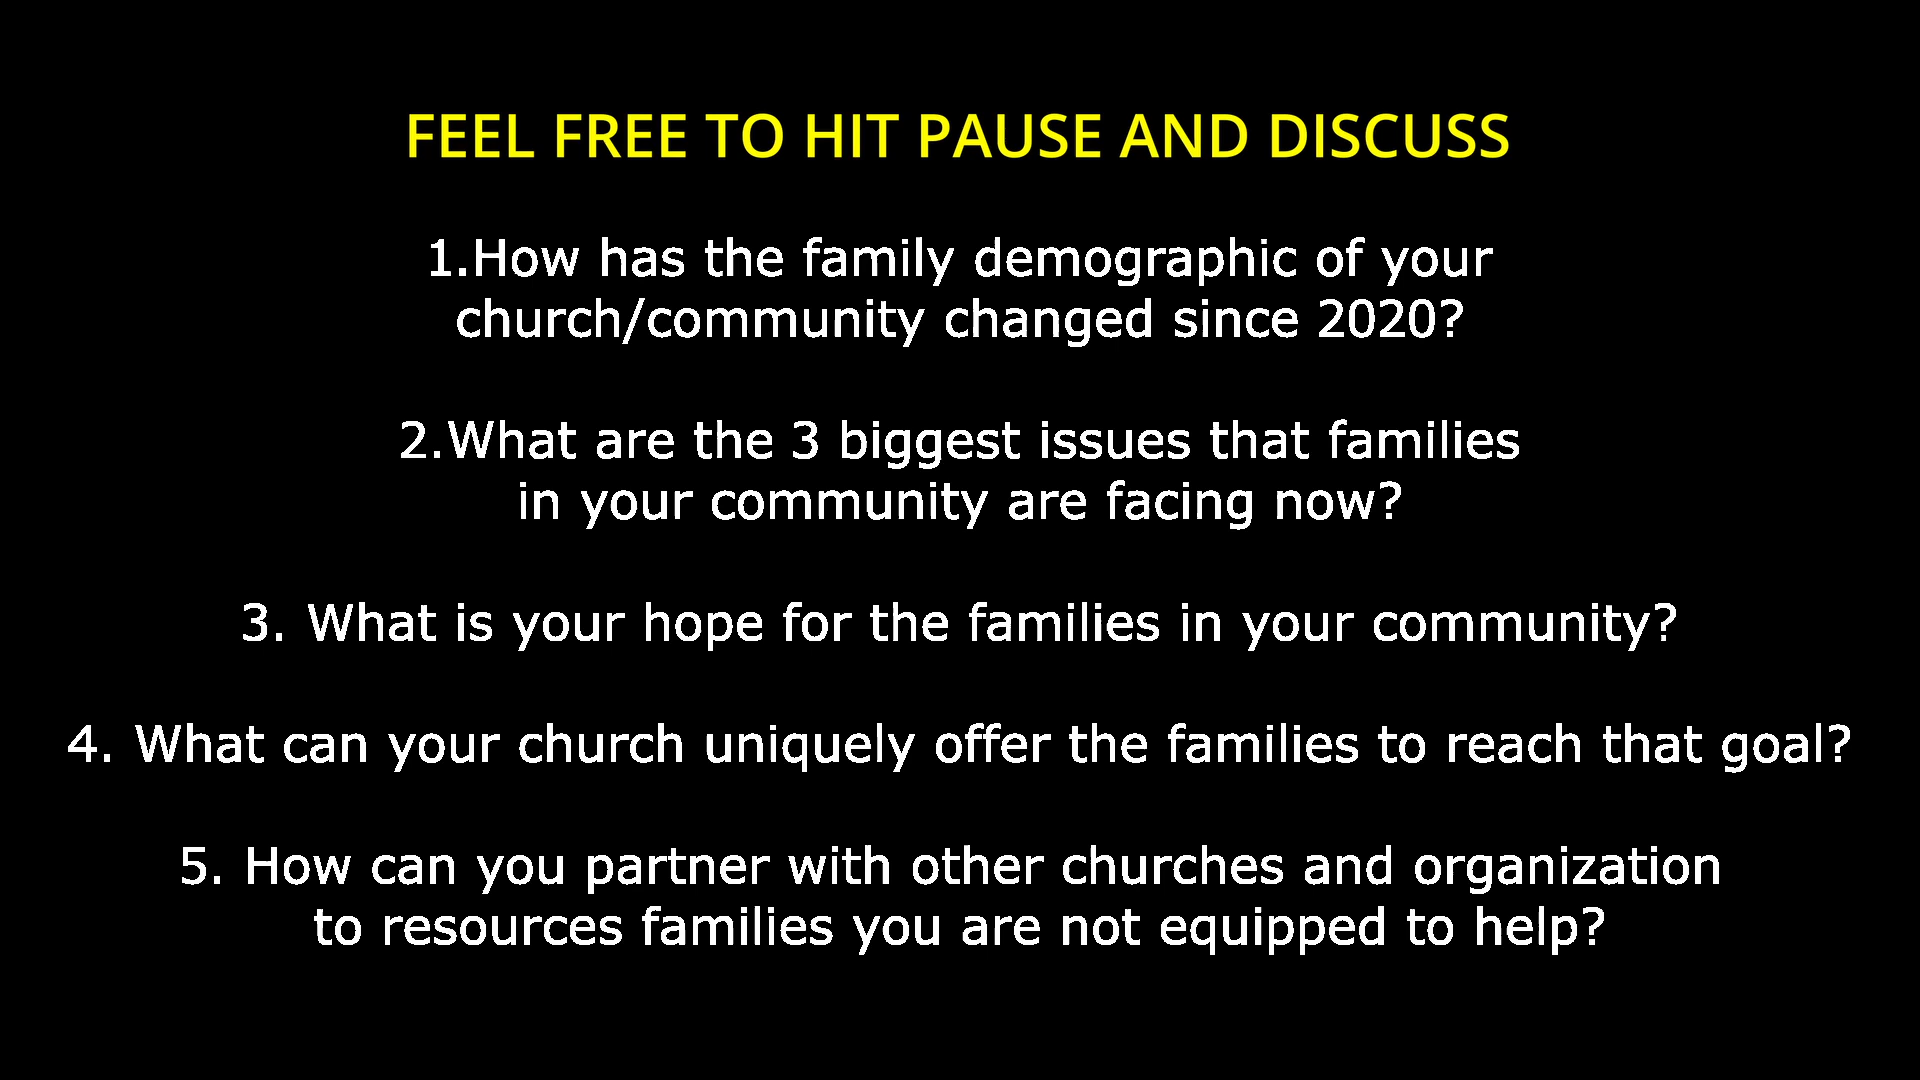 FEEL FREE TO HIT PAUSE AND DISCUSS
1.How has the family demographic of your
church/community changed since 2020?
2.What are the 3 biggest issues that families
in your community are facing now?
3. What is your hope for the families in your community?
4. What can your church uniquely offer the families to reach that goal?
5. How can you partner with other churches and organization
to resources families you are not equipped to help?